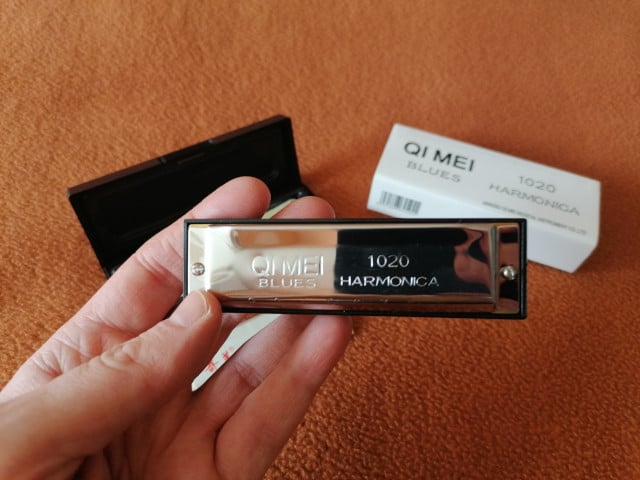 QI MEI
BLUES
1020
HARMONICA
QI MEI
BLUES
1020
HARMONICA